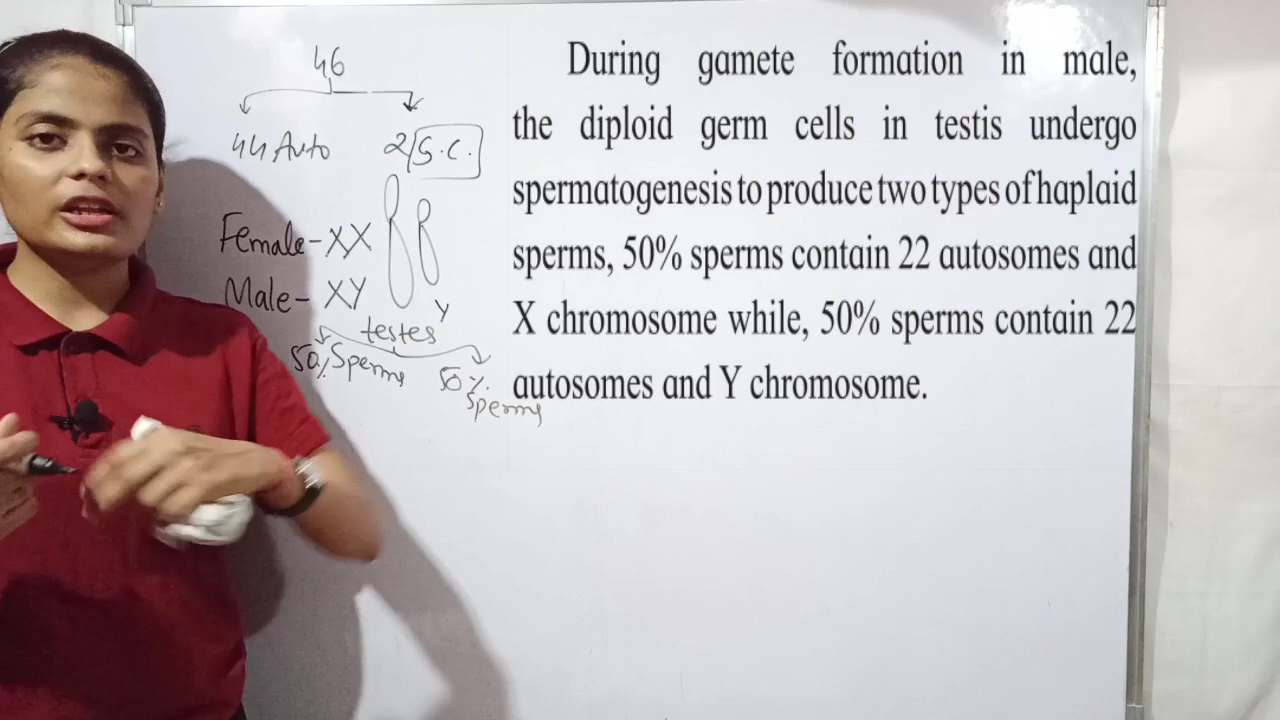 46
44 Auto 2/S.C.
Female-XX
Male- XY
Y
testes
50% Sperms 50%.
sperms
During gamete formation in male,
the diploid germ cells in testis undergo
spermatogenesis to produce two types of haplaid
sperms, 50% sperms contain 22 autosomes and
X chromosome while, 50% sperms contain 22
autosomes and Y chromosome.